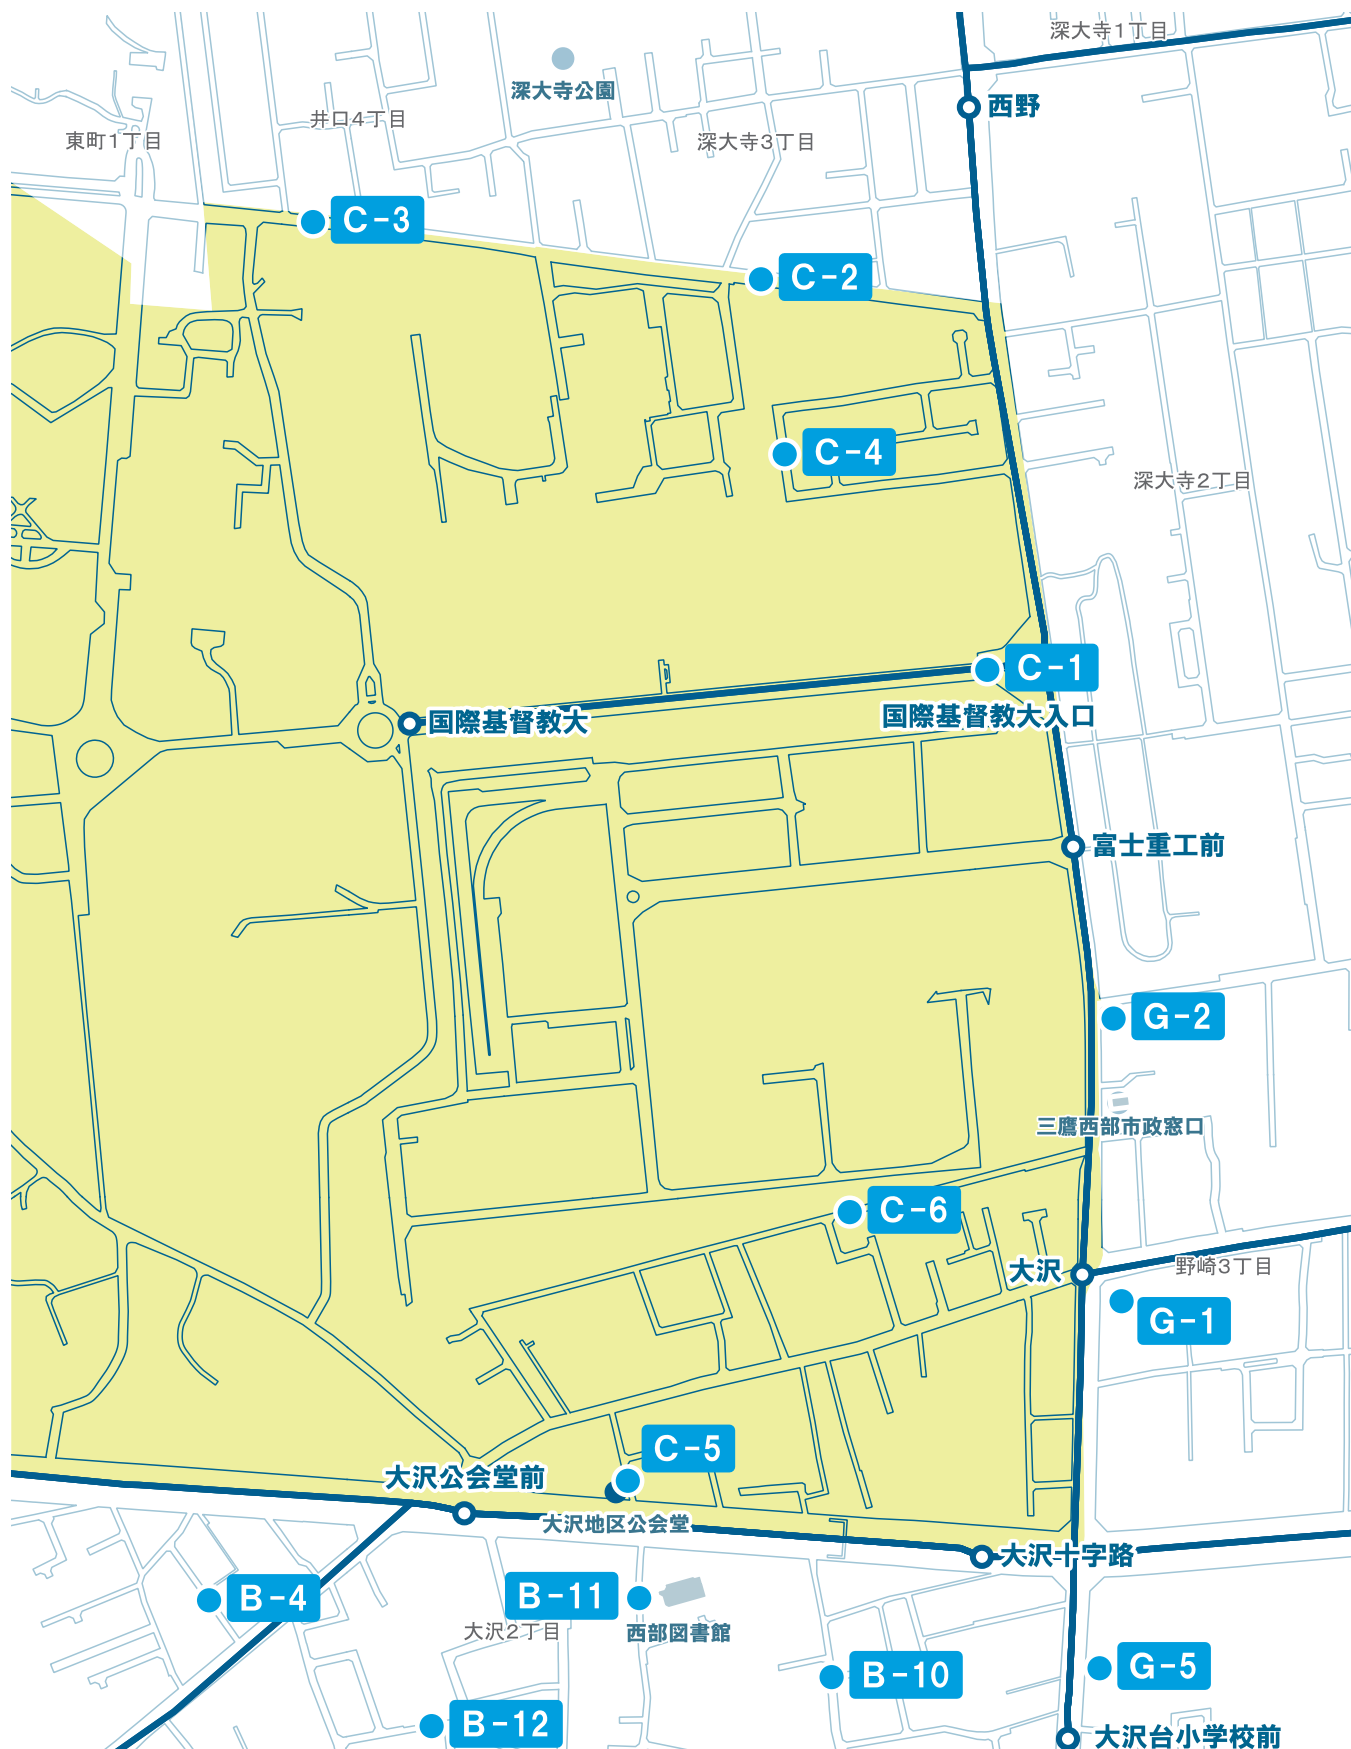 深大寺1丁目
深大寺公園
西野
井口4丁目
東町1丁目
深大寺3丁目
C-3
C-2
C-4
深大寺2丁目
C-1
国際基督教大
国際基督教大入口
富士重工前
G-2
三鷹西部市政窓口
C-6
大沢
野崎3丁目
G-1
C-5
大沢公会堂前
大沢地区公会堂
大沢十字路
B-4
B-11
大沢2丁目
西部図書館
G-5
B-10
B-12
大沢台小学校前